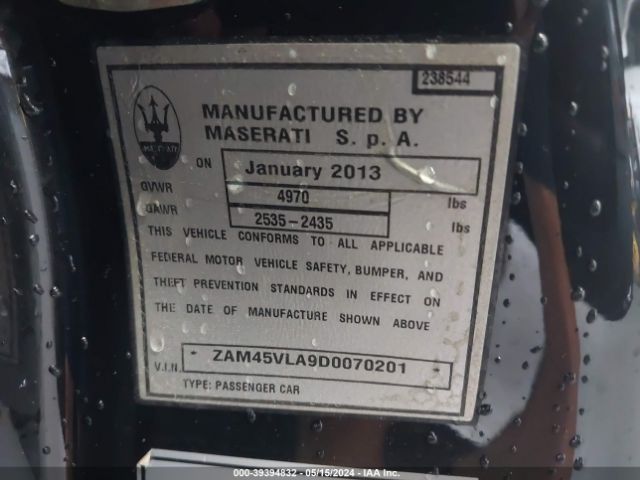 238544
MASERATI
MANUFACTURED BY
MASERATI S. p. A.
ON January 2013
GVWR 4970 lbs
GAWR 2535-2435 lbs
THIS VEHICLE CONFORMS TO ALL APPLICABLE
FEDERAL MOTOR VEHICLE SAFETY, BUMPER, AND
THEFT PREVENTION STANDARDS IN EFFECT ON
THE DATE OF MANUFACTURE SHOWN ABOVE
V.I.N. * ZAM45VLA9D0070201 *
TYPE: PASSENGER CAR
000-39394832 - 05/15/2024 - IAA Inc.